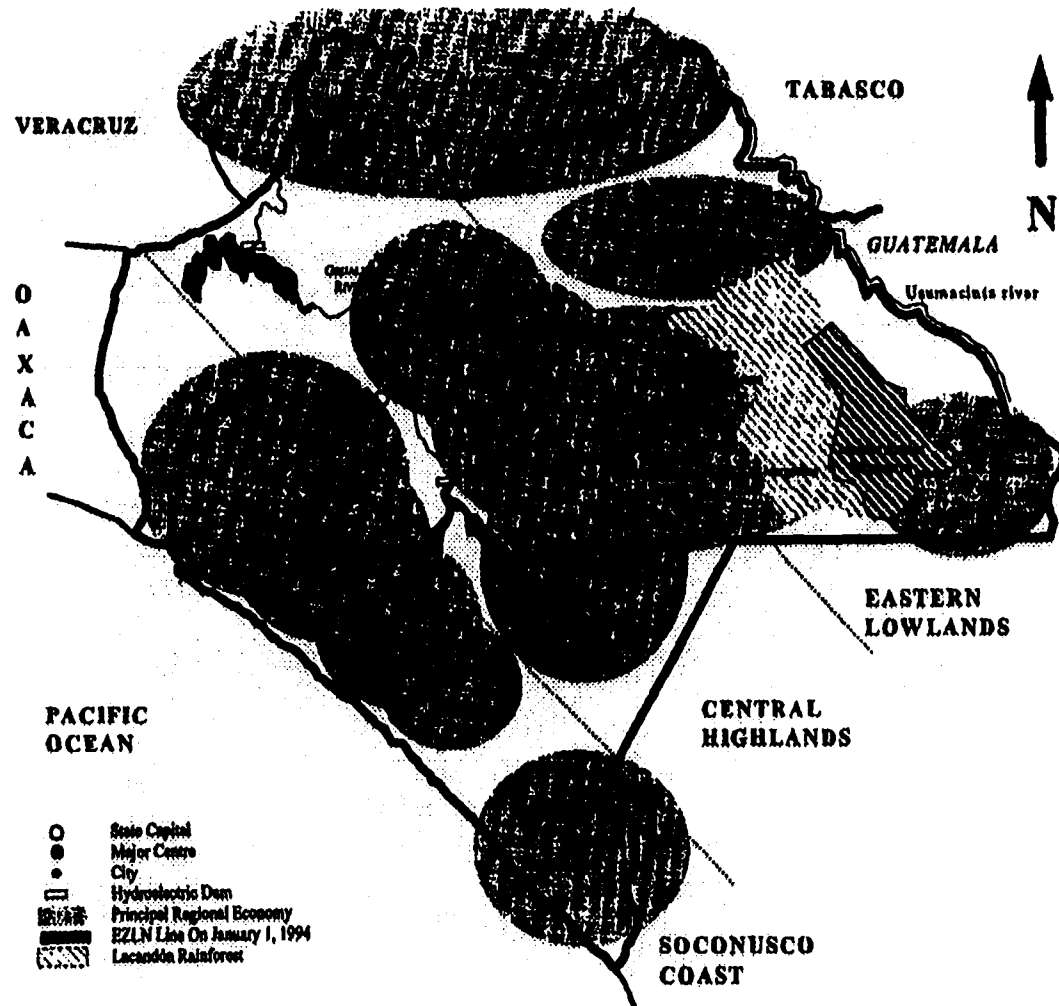 TABASCO
VERACRUZ
N
GUATEMALA
Usumacinta river
OAXACA
EASTERN
LOWLANDS
CENTRAL
HIGHLANDS
PACIFIC
OCEAN
State Capital
Major Centre
City
Hydroelectric Dam
Principal Regional Economy
EZLN Line On January 1, 1994
Lacandón Rainforest
SOCONUSCO
COAST